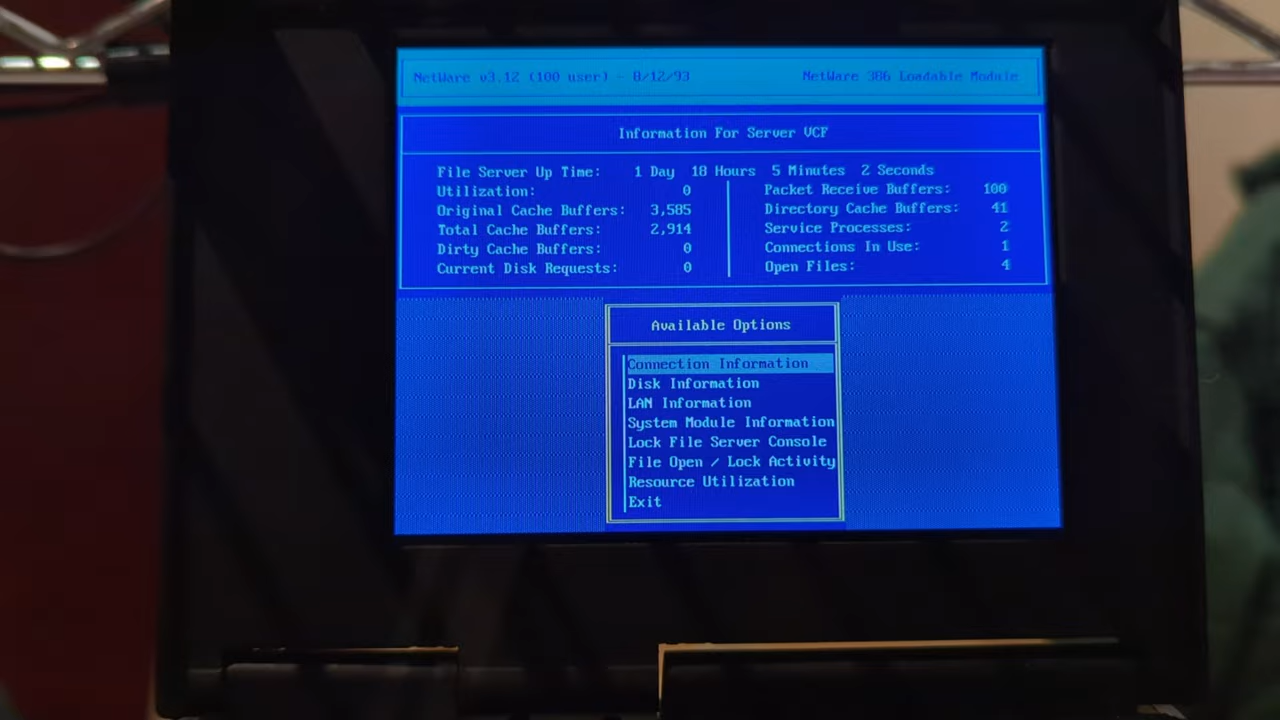 NetWare v3.12 (100 user) - 8/12/93 NetWare 386 Loadable Module
Information For Server VCF
File Server Up Time: 1 Day 18 Hours 5 Minutes 2 Seconds
Utilization: 0 Packet Receive Buffers: 100
Original Cache Buffers: 3,585 Directory Cache Buffers: 41
Total Cache Buffers: 2,914 Service Processes: 2
Dirty Cache Buffers: 0 Connections In Use: 1
Current Disk Requests: 0 Open Files: 4
Available Options
Connection Information
Disk Information
LAN Information
System Module Information
Lock File Server Console
File Open / Lock Activity
Resource Utilization
Exit